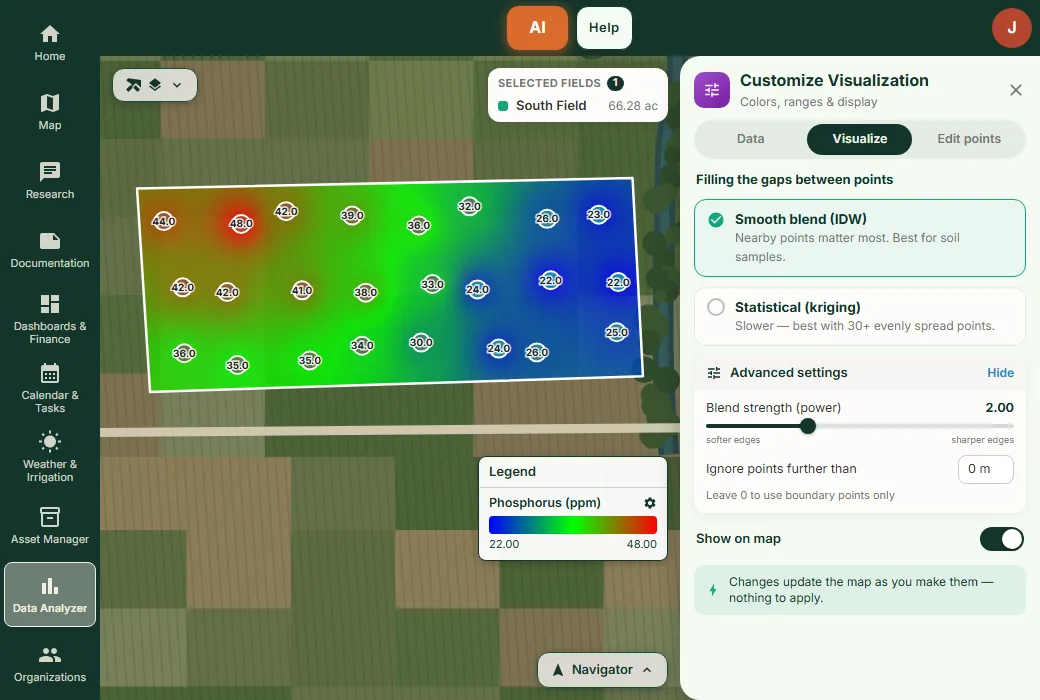 AI
Help
J
Home
Map
Research
Documentation
Dashboards &
Finance
Calendar &
Tasks
Weather &
Irrigation
Asset Manager
Data Analyzer
Organizations
SELECTED FIELDS 1
South Field 66.28 ac
44.0 48.0 42.0 39.0 36.0 32.0 26.0 23.0
42.0 42.0 41.0 38.0 33.0 24.0 22.0 22.0
36.0 35.0 35.0 34.0 30.0 24.0 26.0 25.0
Legend
Phosphorus (ppm)
22.00 48.00
Navigator
Customize Visualization
Colors, ranges & display
Data Visualize Edit points
Filling the gaps between points
Smooth blend (IDW)
Nearby points matter most. Best for soil
samples.
Statistical (kriging)
Slower — best with 30+ evenly spread points.
Advanced settings Hide
Blend strength (power) 2.00
softer edges sharper edges
Ignore points further than 0 m
Leave 0 to use boundary points only
Show on map
Changes update the map as you make them —
nothing to apply.